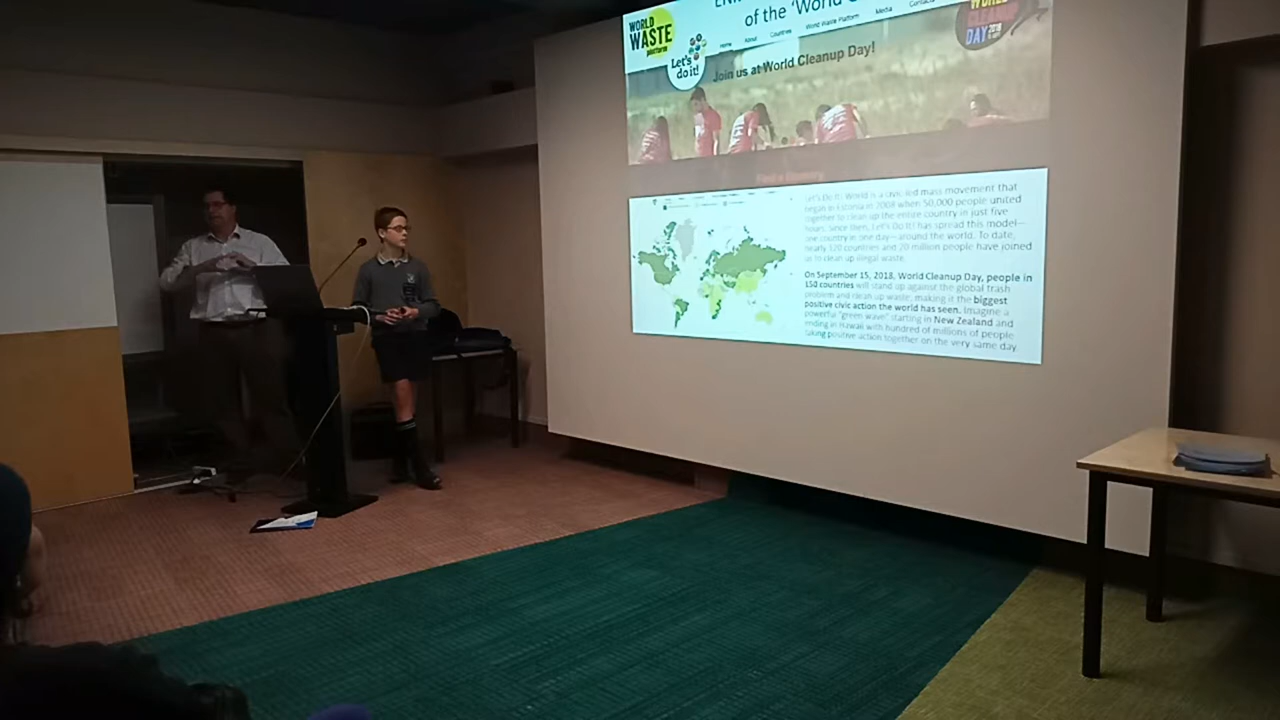 of the 'World C
WORLD
WASTE
platform
Let's
do it!
Home About Countries World Waste Platform Media Contacts
WORLD
CLEANUP
DAY 2018
Join us at World Cleanup Day!
Let's Do It! World is a civic-led mass movement that
began in Estonia in 2008 when 50,000 people united
together to clean up the entire country in just five
hours. Since then, Let's Do It! has spread this model—
one country in one day—around the world. To date,
nearly 120 countries and 20 million people have joined
us to clean up illegal waste.
On September 15, 2018, World Cleanup Day, people in
150 countries will stand up against the global trash
problem and clean up waste, making it the biggest
positive civic action the world has seen. Imagine a
powerful "green wave" starting in New Zealand and
ending in Hawaii with hundred of millions of people
taking positive action together on the very same day.